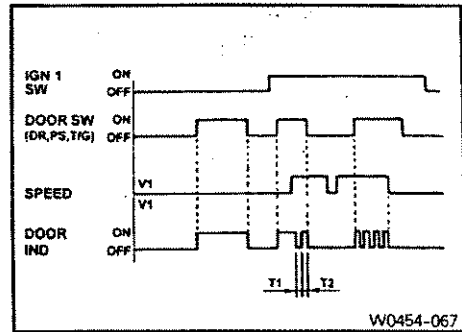 IGN 1 ON
SW OFF
DOOR SW ON
(DR,PS,T/G) OFF
V1
SPEED
V1
DOOR ON
IND OFF
T1 T2
W0454-067